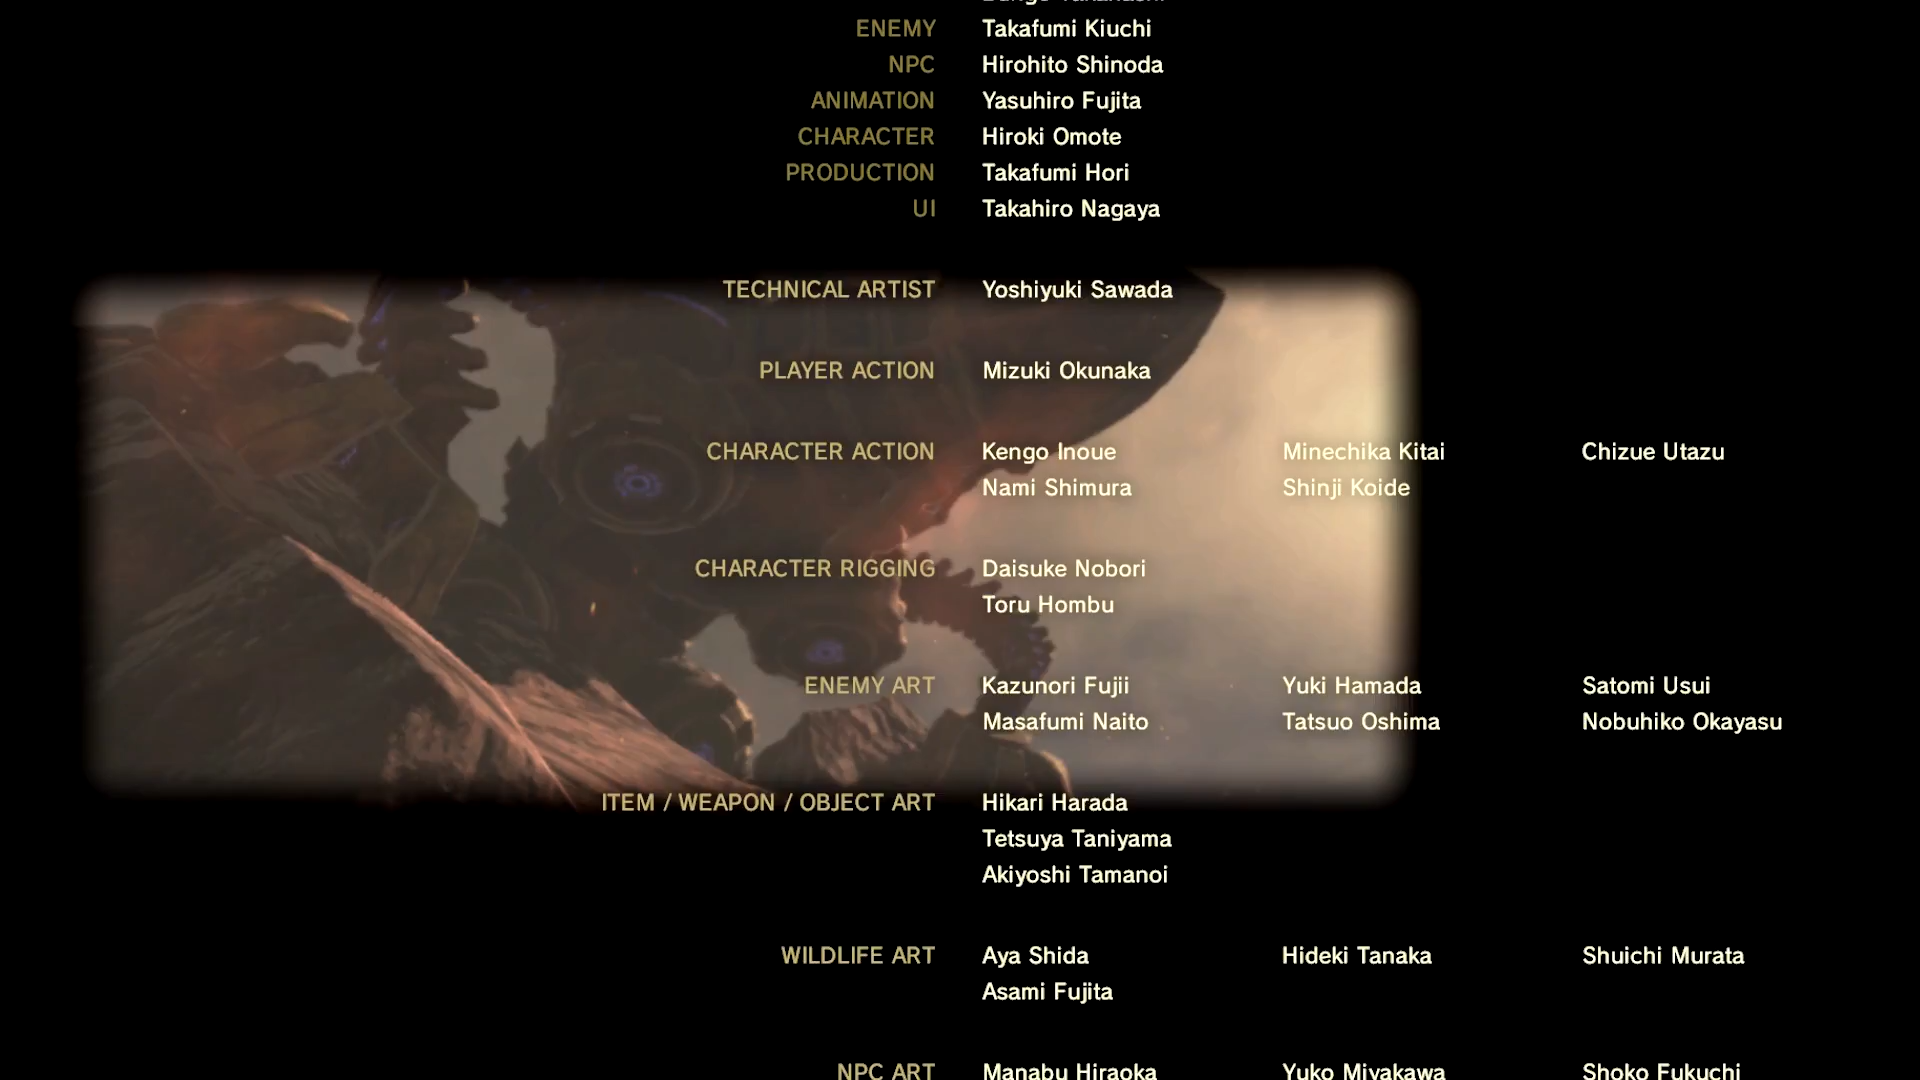 ENEMY Takafumi Kiuchi
NPC Hirohito Shinoda
ANIMATION Yasuhiro Fujita
CHARACTER Hiroki Omote
PRODUCTION Takafumi Hori
UI Takahiro Nagaya
TECHNICAL ARTIST Yoshiyuki Sawada
PLAYER ACTION Mizuki Okunaka
CHARACTER ACTION Kengo Inoue Minechika Kitai Chizue Utazu
Nami Shimura Shinji Koide
CHARACTER RIGGING Daisuke Nobori
Toru Hombu
ENEMY ART Kazunori Fujii Yuki Hamada Satomi Usui
Masafumi Naito Tatsuo Oshima Nobuhiko Okayasu
ITEM / WEAPON / OBJECT ART Hikari Harada
Tetsuya Taniyama
Akiyoshi Tamanoi
WILDLIFE ART Aya Shida Hideki Tanaka Shuichi Murata
Asami Fujita
NPC ART Manabu Hiraoka Yuko Miyakawa Shoko Fukuchi